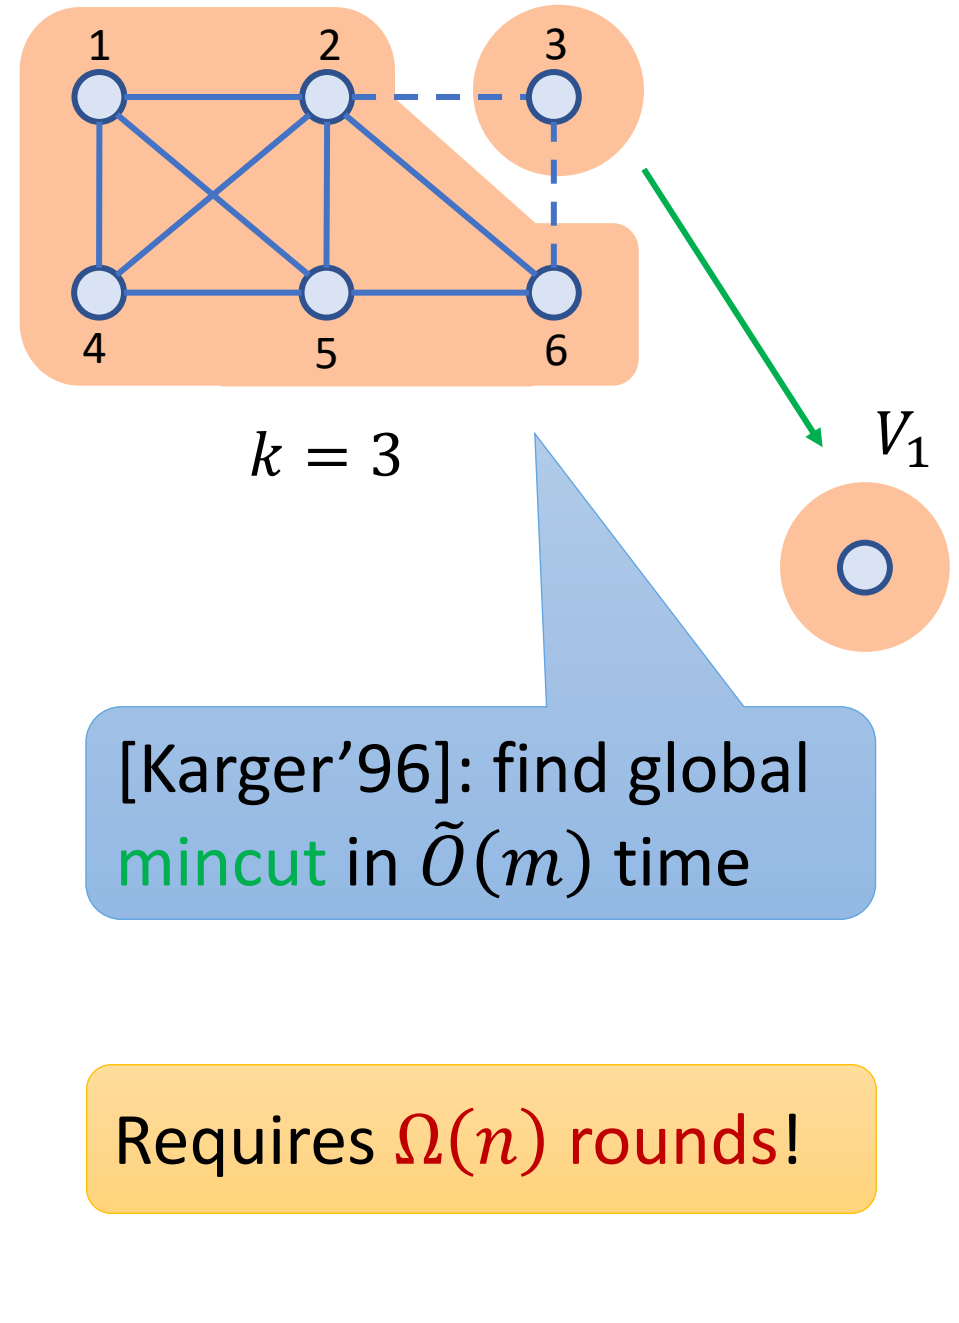 1 2 3
4 5 6
k = 3
V₁
[Karger’96]: find global
mincut in Õ(m) time
Requires Ω(n) rounds!